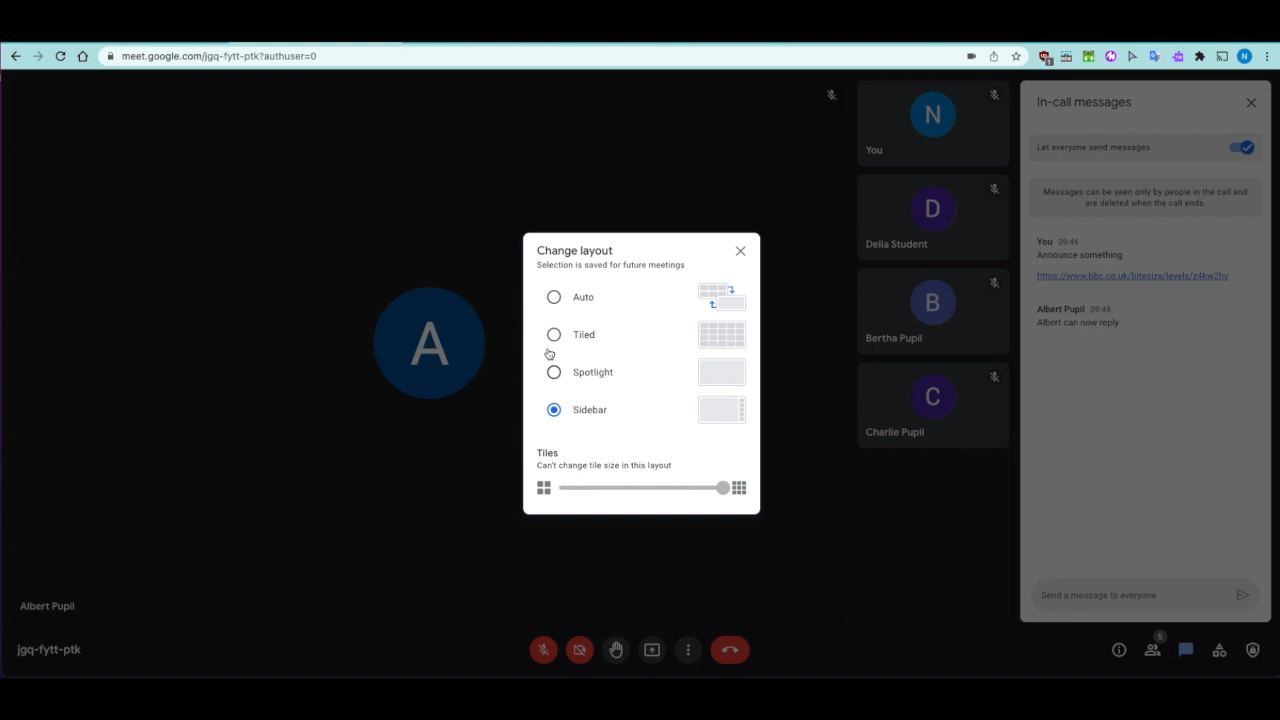 meet.google.com/jgq-fytt-ptk?authuser=0
N
N
You
D
Delia Student
B
Bertha Pupil
C
Charlie Pupil
A
Albert Pupil
In-call messages
Let everyone send messages
Messages can be seen only by people in the call and
are deleted when the call ends.
You 09:46
Announce something
https://www.bbc.co.uk/bitesize/levels/z4kw2hv
Albert Pupil 09:48
Albert can now reply
Send a message to everyone
Change layout
Selection is saved for future meetings
Auto
Tiled
Spotlight
Sidebar
Tiles
Can't change tile size in this layout
jgq-fytt-ptk
5